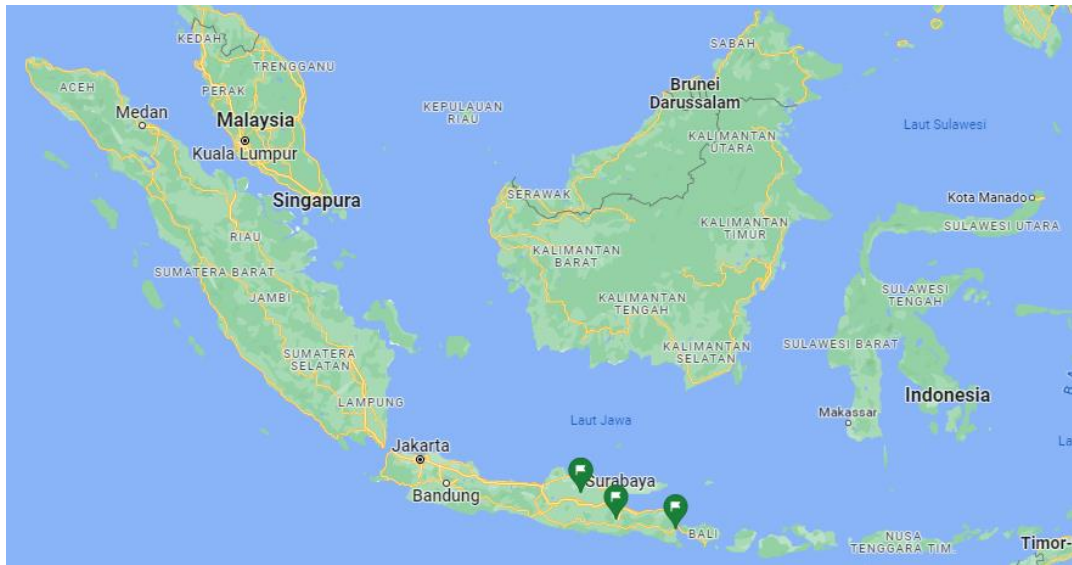 KEDAH
TRENGGANU
SABAH
ACEH
PERAK
Brunei
Darussalam
Medan
KEPULAUAN
RIAU
Malaysia
Laut Sulawesi
KALIMANTAN
UTARA
Kuala Lumpur
SERAWAK
Singapura
Kota Manado
SULAWESI UTARA
KALIMANTAN
TIMUR
RIAU
KALIMANTAN
BARAT
SUMATERA BARAT
JAMBI
SULAWESI
TENGAH
KALIMANTAN
TENGAH
SUMATERA
SELATAN
KALIMANTAN
SELATAN
SULAWESI BARAT
Indonesia
LAMPUNG
Makassar
Laut Jawa
La
Jakarta
Surabaya
Bandung
BALI
NUSA
TENGGARA TIM.
Timor-